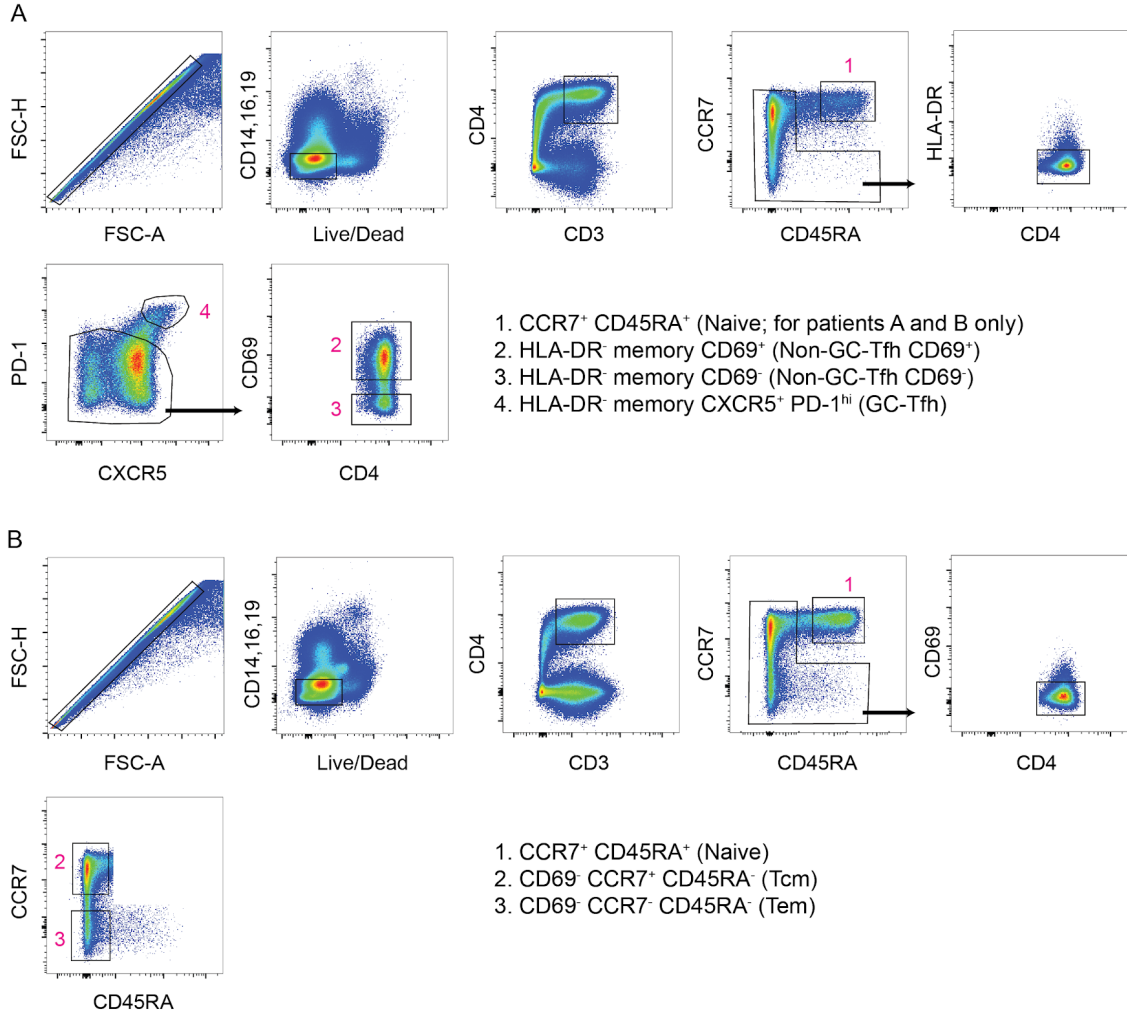 A
FSC-H
FSC-A
CD14,16,19
Live/Dead
CD4
CD3
CCR7
1
CD45RA
HLA-DR
CD4
PD-1
4
CXCR5
CD69
2
3
CD4
1. CCR7⁺ CD45RA⁺ (Naive; for patients A and B only)
2. HLA-DR⁻ memory CD69⁺ (Non-GC-Tfh CD69⁺)
3. HLA-DR⁻ memory CD69⁻ (Non-GC-Tfh CD69⁻)
4. HLA-DR⁻ memory CXCR5⁺ PD-1ʰⁱ (GC-Tfh)
B
FSC-H
FSC-A
CD14,16,19
Live/Dead
CD4
CD3
CCR7
1
CD45RA
CD69
CD4
CCR7
2
3
CD45RA
1. CCR7⁺ CD45RA⁺ (Naive)
2. CD69⁻ CCR7⁺ CD45RA⁻ (Tcm)
3. CD69⁻ CCR7⁻ CD45RA⁻ (Tem)